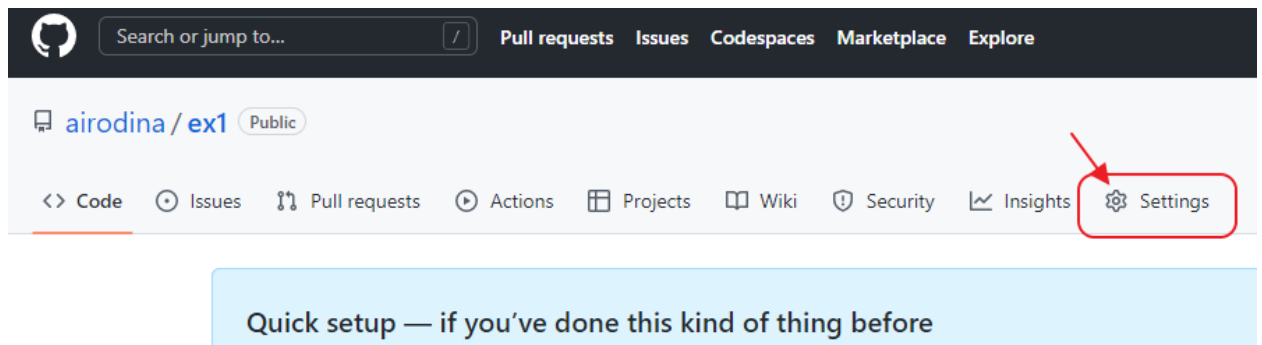 Search or jump to... / Pull requests Issues Codespaces Marketplace Explore
airodina / ex1 Public
<> Code Issues Pull requests Actions Projects Wiki Security Insights Settings
Quick setup — if you've done this kind of thing before